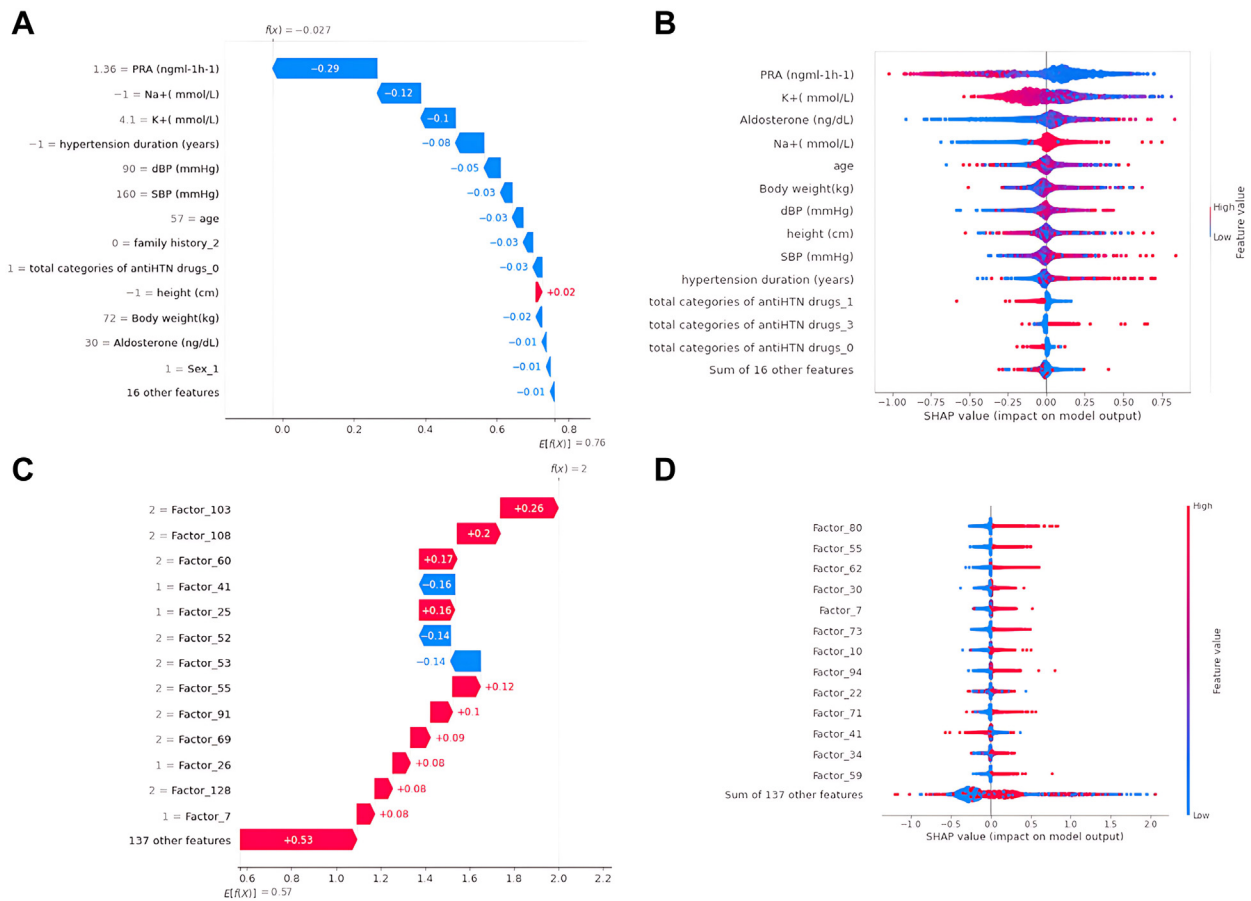 A
f(x) = −0.027
1.36 = PRA (ngml-1h-1)
−0.29
−1 = Na+( mmol/L)
−0.12
4.1 = K+( mmol/L)
−0.1
−1 = hypertension duration (years)
−0.08
90 = dBP (mmHg)
−0.05
160 = SBP (mmHg)
−0.03
57 = age
−0.03
0 = family history_2
−0.03
1 = total categories of antiHTN drugs_0
−0.03
−1 = height (cm)
+0.02
72 = Body weight(kg)
−0.02
30 = Aldosterone (ng/dL)
−0.01
1 = Sex_1
−0.01
16 other features
−0.01
0.0 0.2 0.4 0.6 0.8
E[f(X)] = 0.76
B
PRA (ngml-1h-1)
K+( mmol/L)
Aldosterone (ng/dL)
Na+( mmol/L)
age
Body weight(kg)
dBP (mmHg)
height (cm)
SBP (mmHg)
hypertension duration (years)
total categories of antiHTN drugs_1
total categories of antiHTN drugs_3
total categories of antiHTN drugs_0
Sum of 16 other features
−1.00 −0.75 −0.50 −0.25 0.00 0.25 0.50 0.75
SHAP value (impact on model output)
High
Low
Feature value
C
f(x) = 2
2 = Factor_103
+0.26
2 = Factor_108
+0.2
2 = Factor_60
+0.17
1 = Factor_41
−0.16
1 = Factor_25
+0.16
2 = Factor_52
−0.14
2 = Factor_53
−0.14
2 = Factor_55
+0.12
2 = Factor_91
+0.1
2 = Factor_69
+0.09
1 = Factor_26
+0.08
2 = Factor_128
+0.08
1 = Factor_7
+0.08
137 other features
+0.53
0.6 0.8 1.0 1.2 1.4 1.6 1.8 2.0 2.2
E[f(X)] = 0.57
D
Factor_80
Factor_55
Factor_62
Factor_30
Factor_7
Factor_73
Factor_10
Factor_94
Factor_22
Factor_71
Factor_41
Factor_34
Factor_59
Sum of 137 other features
−1.0 −0.5 0.0 0.5 1.0 1.5 2.0
SHAP value (impact on model output)
High
Low
Feature value